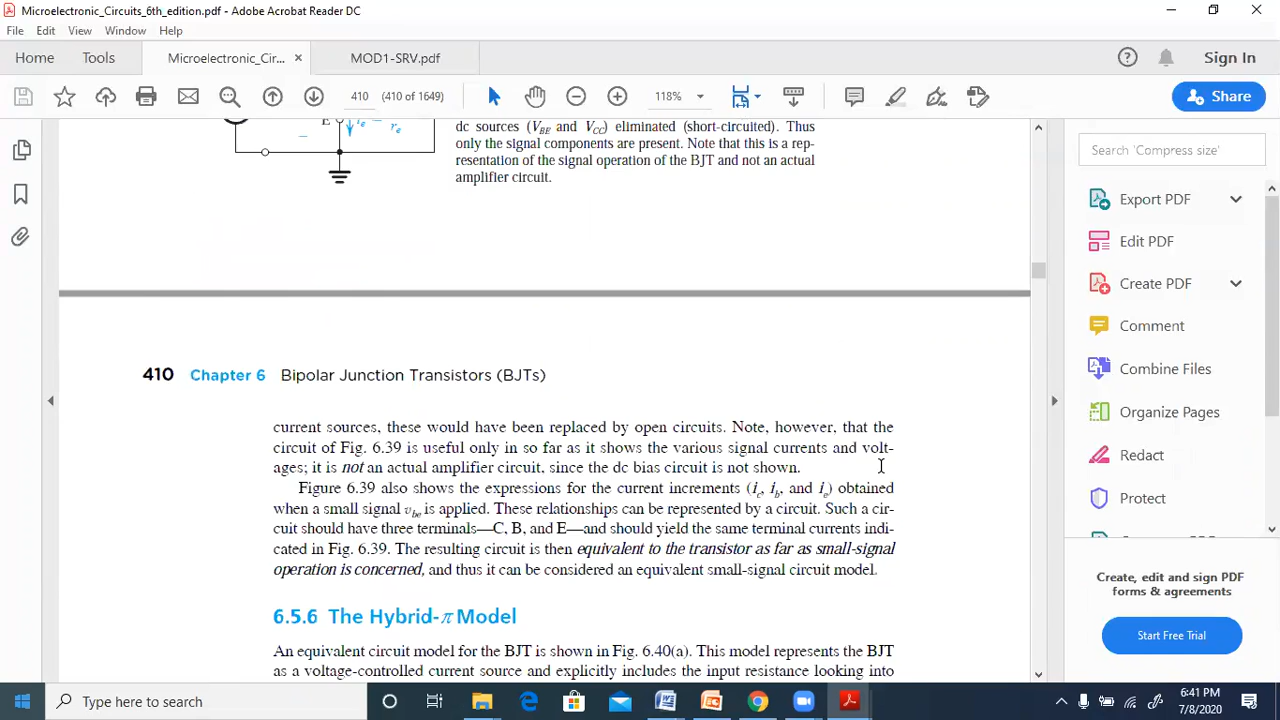 Microelectronic_Circuits_6th_edition.pdf - Adobe Acrobat Reader DC
File Edit View Window Help
Home Tools Microelectronic_Cir... × MOD1-SRV.pdf Sign In
410 (410 of 1649) 118% Share
E i_e r_e
dc sources (V_BE and V_CC) eliminated (short-circuited). Thus
only the signal components are present. Note that this is a rep-
resentation of the signal operation of the BJT and not an actual
amplifier circuit.
410 Chapter 6 Bipolar Junction Transistors (BJTs)
current sources, these would have been replaced by open circuits. Note, however, that the
circuit of Fig. 6.39 is useful only in so far as it shows the various signal currents and volt-
ages; it is not an actual amplifier circuit, since the dc bias circuit is not shown.
Figure 6.39 also shows the expressions for the current increments (i_c, i_b, and i_e) obtained
when a small signal v_be is applied. These relationships can be represented by a circuit. Such a cir-
cuit should have three terminals—C, B, and E—and should yield the same terminal currents indi-
cated in Fig. 6.39. The resulting circuit is then equivalent to the transistor as far as small-signal
operation is concerned, and thus it can be considered an equivalent small-signal circuit model.
6.5.6 The Hybrid-π Model
An equivalent circuit model for the BJT is shown in Fig. 6.40(a). This model represents the BJT
as a voltage-controlled current source and explicitly includes the input resistance looking into
Search 'Compress size'
Export PDF
Edit PDF
Create PDF
Comment
Combine Files
Organize Pages
Redact
Protect
Create, edit and sign PDF
forms & agreements
Start Free Trial
Type here to search
6:41 PM
7/8/2020